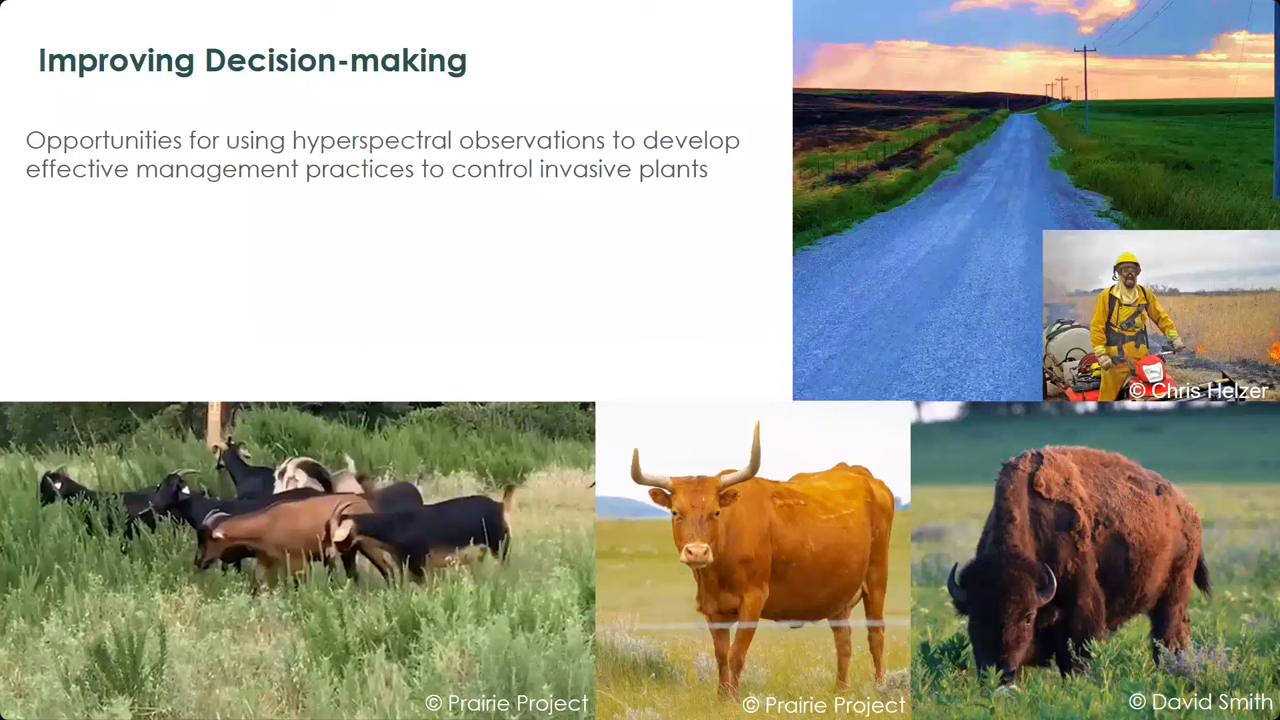 Improving Decision-making
Opportunities for using hyperspectral observations to develop
effective management practices to control invasive plants
© Chris Helzer
© Prairie Project
© Prairie Project
© David Smith